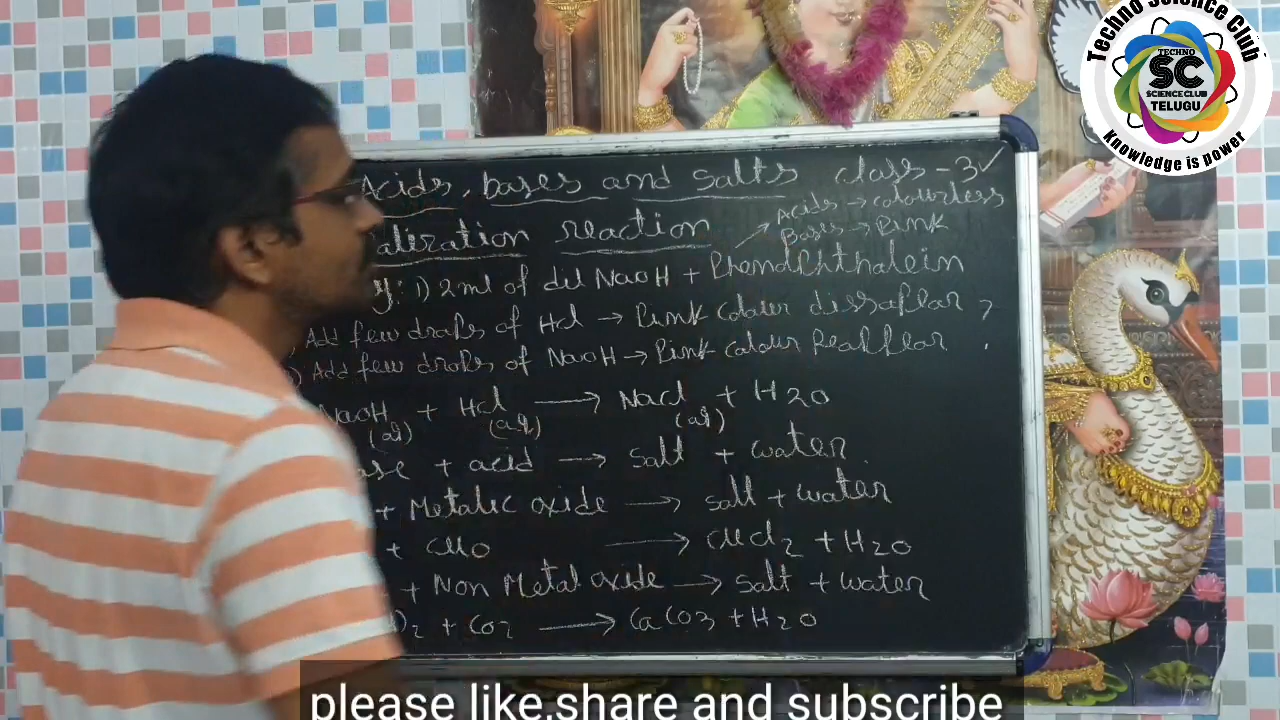 Techno Science Club
TECHNO
SC
SCIENCE CLUB
TELUGU
Knowledge is power
Acids, bases and salts class-3✓
alization reaction
Acids → colourless
Bases → Pink
1) 2ml of dil NaOH + Phenolphthalein
Add few drops of Hcl → Pink Colour dissapear
) Add few drops of NaOH → Pink Colour Reappear
NaOH + Hcl → Nacl + H2O
(aq) (aq) (aq)
ase + acid → salt + water
+ Metalic oxide → salt + water
+ CuO → CuCl2 + H2O
+ Non Metal oxide → salt + water
)2 + Co2 → CaCo3 + H2O
please like,share and subscribe